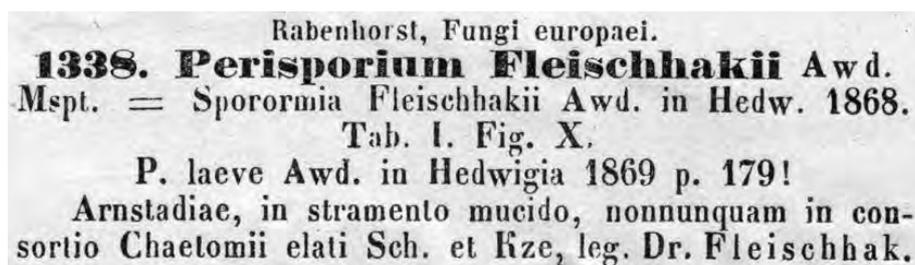 Rabenhorst, Fungi europaei.
1338. Perisporium Fleischhakii Awd.
Mspt. = Sporormia Fleischhakii Awd. in Hedw. 1868.
Tab. I. Fig. X.
P. laeve Awd. in Hedwigia 1869 p. 179!
Arnstadiae, in stramento mucido, nonnunquam in con-
sortio Chaetomii elati Sch. et Kze, leg. Dr. Fleischhak.